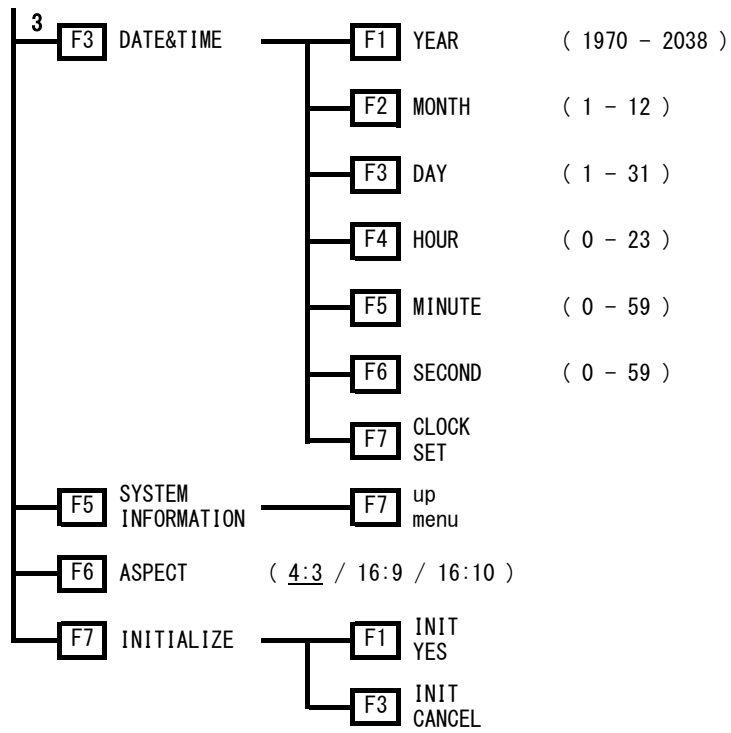 3
F3 DATE&TIME F1 YEAR ( 1970 - 2038 )
F2 MONTH ( 1 - 12 )
F3 DAY ( 1 - 31 )
F4 HOUR ( 0 - 23 )
F5 MINUTE ( 0 - 59 )
F6 SECOND ( 0 - 59 )
F7 CLOCK
SET
F5 SYSTEM
INFORMATION
F7 up
menu
F6 ASPECT ( 4:3 / 16:9 / 16:10 )
F7 INITIALIZE F1 INIT
YES
F3 INIT
CANCEL